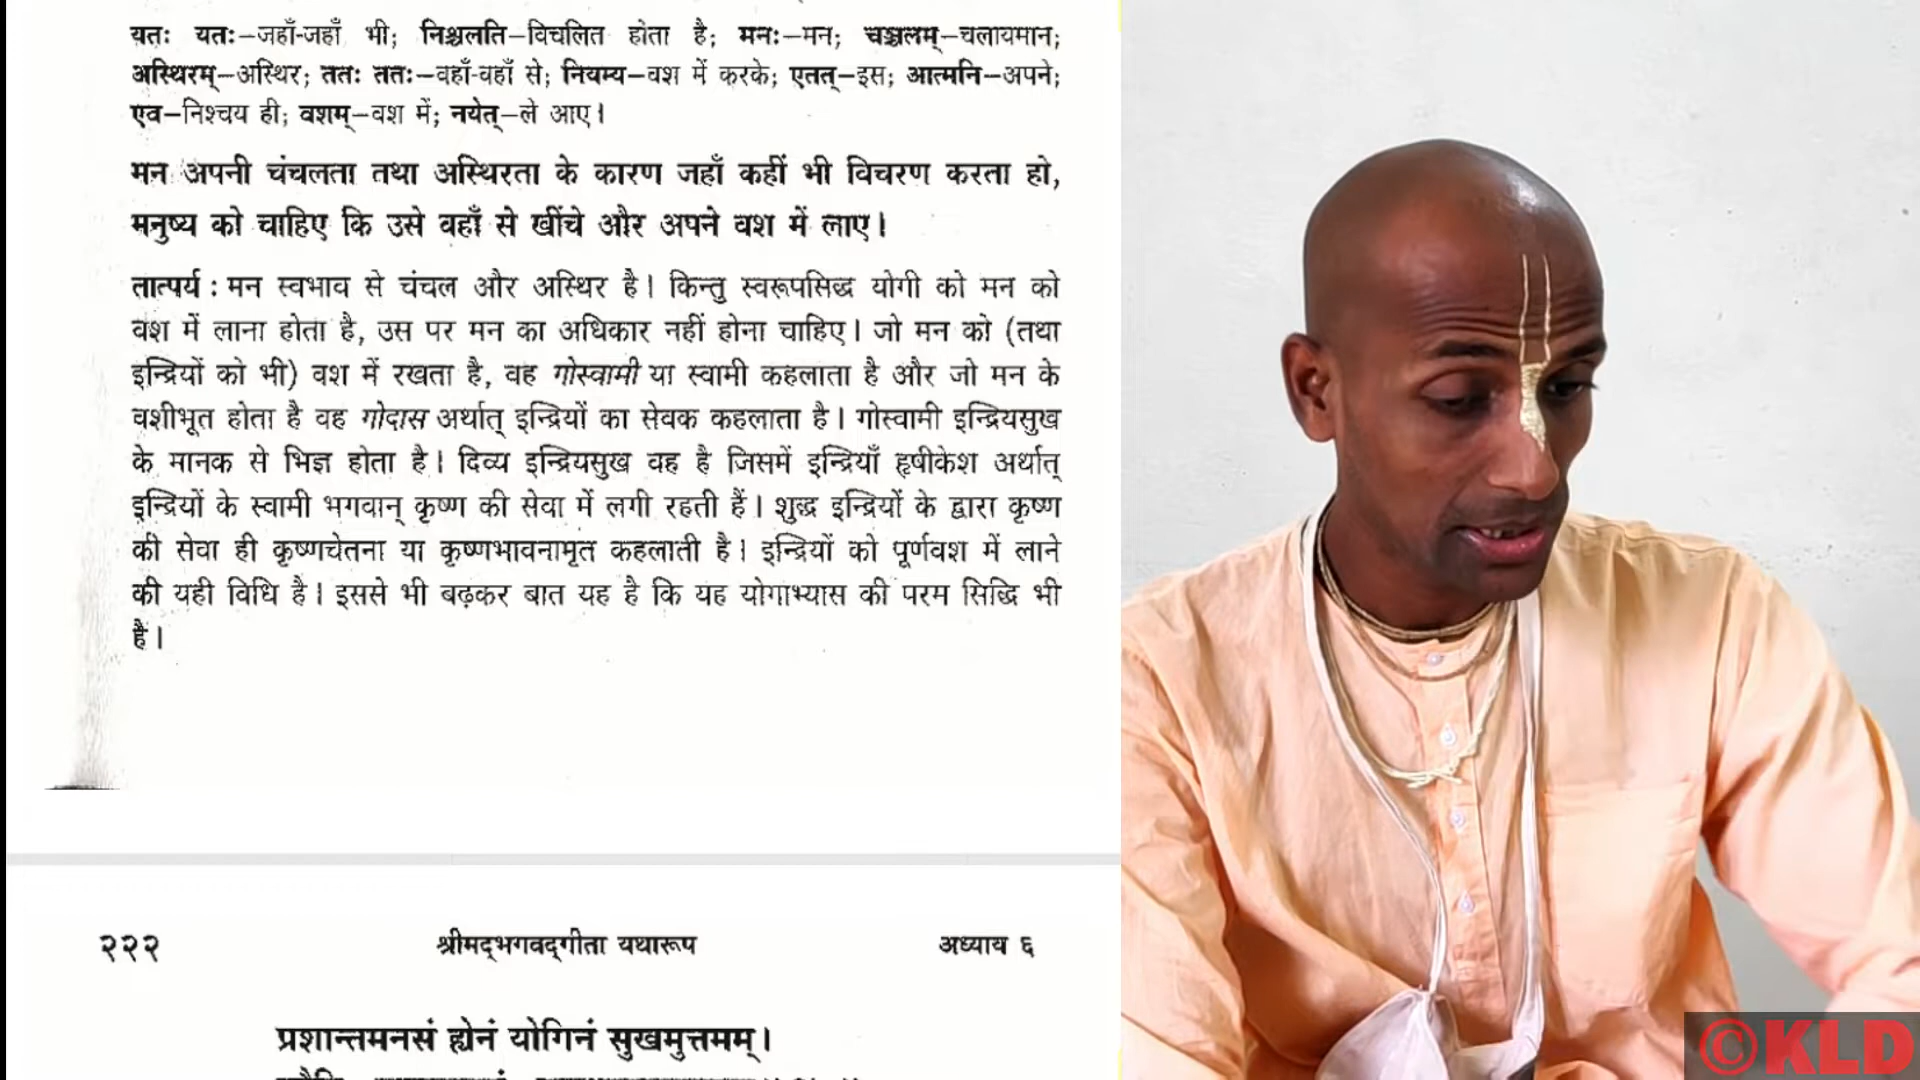 यतः यतः–जहाँ-जहाँ भी; निश्चलति–विचलित होता है; मनः–मन; चञ्चलम्–चलायमान;
अस्थिरम्–अस्थिर; ततः ततः–वहाँ-वहाँ से; नियम्य–वश में करके; एतत्–इस; आत्मनि–अपने;
एव–निश्चय ही; वशम्–वश में; नयेत्–ले आए।
मन अपनी चंचलता तथा अस्थिरता के कारण जहाँ कहीं भी विचरण करता हो,
मनुष्य को चाहिए कि उसे वहाँ से खींचे और अपने वश में लाए।
तात्पर्य : मन स्वभाव से चंचल और अस्थिर है। किन्तु स्वरूपसिद्ध योगी को मन को
वश में लाना होता है, उस पर मन का अधिकार नहीं होना चाहिए। जो मन को (तथा
इन्द्रियों को भी) वश में रखता है, वह गोस्वामी या स्वामी कहलाता है और जो मन के
वशीभूत होता है वह गोदास अर्थात् इन्द्रियों का सेवक कहलाता है। गोस्वामी इन्द्रियसुख
के मानक से भिज्ञ होता है। दिव्य इन्द्रियसुख वह है जिसमें इन्द्रियाँ हृषीकेश अर्थात्
इन्द्रियों के स्वामी भगवान् कृष्ण की सेवा में लगी रहती हैं। शुद्ध इन्द्रियों के द्वारा कृष्ण
की सेवा ही कृष्णचेतना या कृष्णभावनामृत कहलाती है। इन्द्रियों को पूर्णवश में लाने
की यही विधि है। इससे भी बढ़कर बात यह है कि यह योगाभ्यास की परम सिद्धि भी
है।
२२२ श्रीमद्भगवद्गीता यथारूप अध्याय ६
प्रशान्तमनसं ह्येनं योगिनं सुखमुत्तमम्।
©KLD